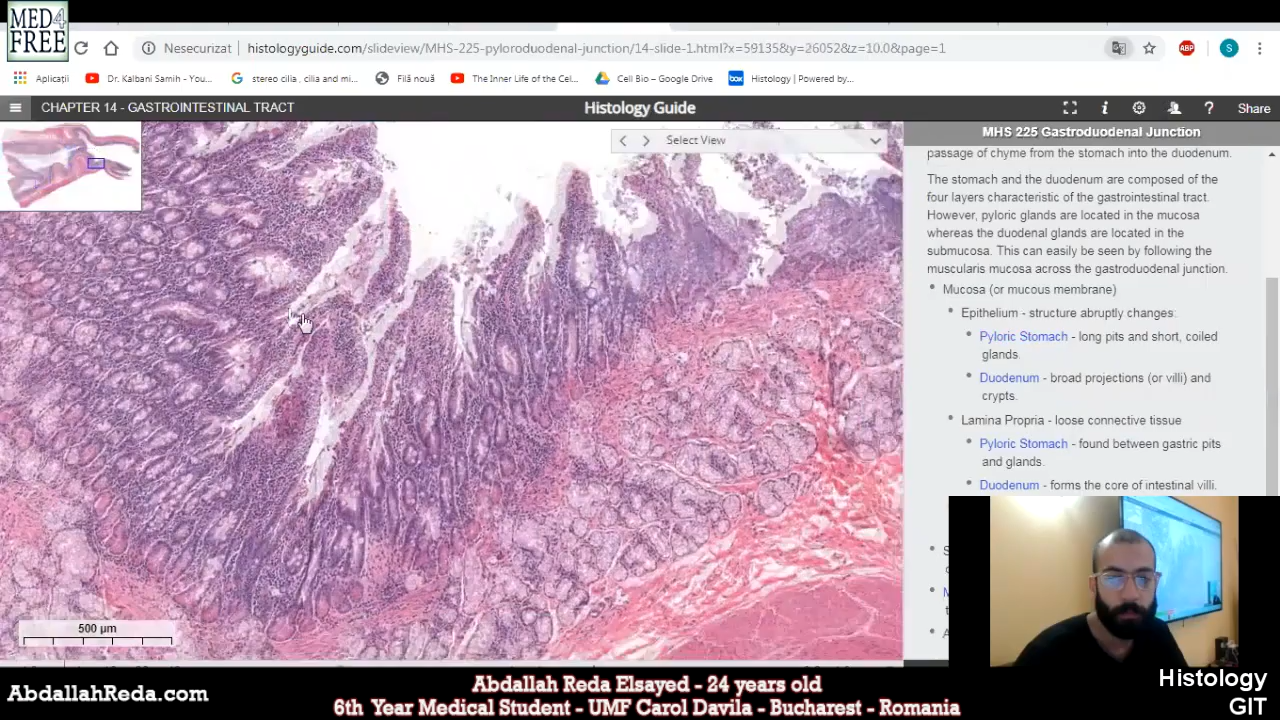 MED4
FREE
Nesecurizat
histologyguide.com/slideview/MHS-225-pyloroduodenal-junction/14-slide-1.html?x=59135&y=26052&z=10.0&page=1
ABP
S
Aplicații
Dr. Kalbani Samih - You...
stereo cilia , cilia and mi...
Filă nouă
The Inner Life of the Cel...
Cell Bio – Google Drive
box
Histology | Powered by...
CHAPTER 14 - GASTROINTESTINAL TRACT
Histology Guide
Share
Select View
MHS 225 Gastroduodenal Junction
passage of chyme from the stomach into the duodenum.
The stomach and the duodenum are composed of the
four layers characteristic of the gastrointestinal tract.
However, pyloric glands are located in the mucosa
whereas the duodenal glands are located in the
submucosa. This can easily be seen by following the
muscularis mucosa across the gastroduodenal junction.
Mucosa (or mucous membrane)
Epithelium - structure abruptly changes.
Pyloric Stomach - long pits and short, coiled
glands.
Duodenum - broad projections (or villi) and
crypts.
Lamina Propria - loose connective tissue
Pyloric Stomach - found between gastric pits
and glands.
Duodenum - forms the core of intestinal villi.
500 µm
AbdallahReda.com
Abdallah Reda Elsayed - 24 years old
6th Year Medical Student - UMF Carol Davila - Bucharest - Romania
Histology
GIT